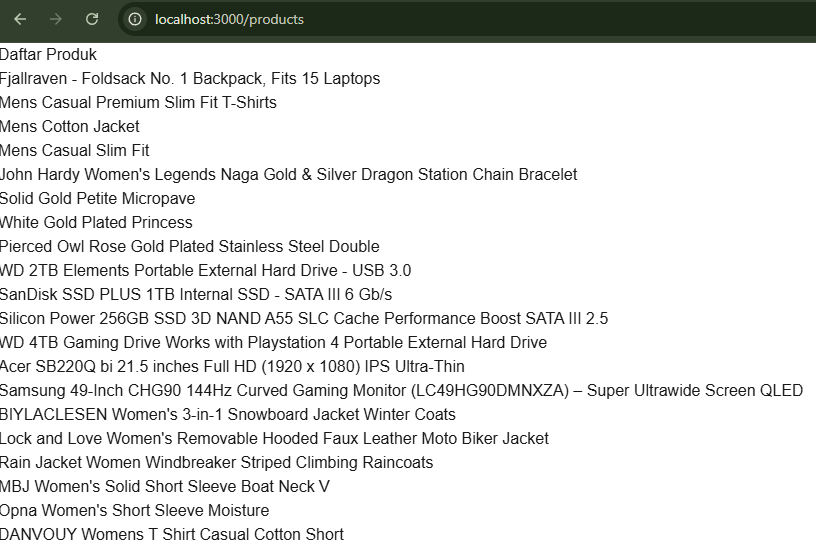 localhost:3000/products
Daftar Produk
Fjallraven - Foldsack No. 1 Backpack, Fits 15 Laptops
Mens Casual Premium Slim Fit T-Shirts
Mens Cotton Jacket
Mens Casual Slim Fit
John Hardy Women's Legends Naga Gold & Silver Dragon Station Chain Bracelet
Solid Gold Petite Micropave
White Gold Plated Princess
Pierced Owl Rose Gold Plated Stainless Steel Double
WD 2TB Elements Portable External Hard Drive - USB 3.0
SanDisk SSD PLUS 1TB Internal SSD - SATA III 6 Gb/s
Silicon Power 256GB SSD 3D NAND A55 SLC Cache Performance Boost SATA III 2.5
WD 4TB Gaming Drive Works with Playstation 4 Portable External Hard Drive
Acer SB220Q bi 21.5 inches Full HD (1920 x 1080) IPS Ultra-Thin
Samsung 49-Inch CHG90 144Hz Curved Gaming Monitor (LC49HG90DMNXZA) – Super Ultrawide Screen QLED
BIYLACLESEN Women's 3-in-1 Snowboard Jacket Winter Coats
Lock and Love Women's Removable Hooded Faux Leather Moto Biker Jacket
Rain Jacket Women Windbreaker Striped Climbing Raincoats
MBJ Women's Solid Short Sleeve Boat Neck V
Opna Women's Short Sleeve Moisture
DANVOUY Womens T Shirt Casual Cotton Short